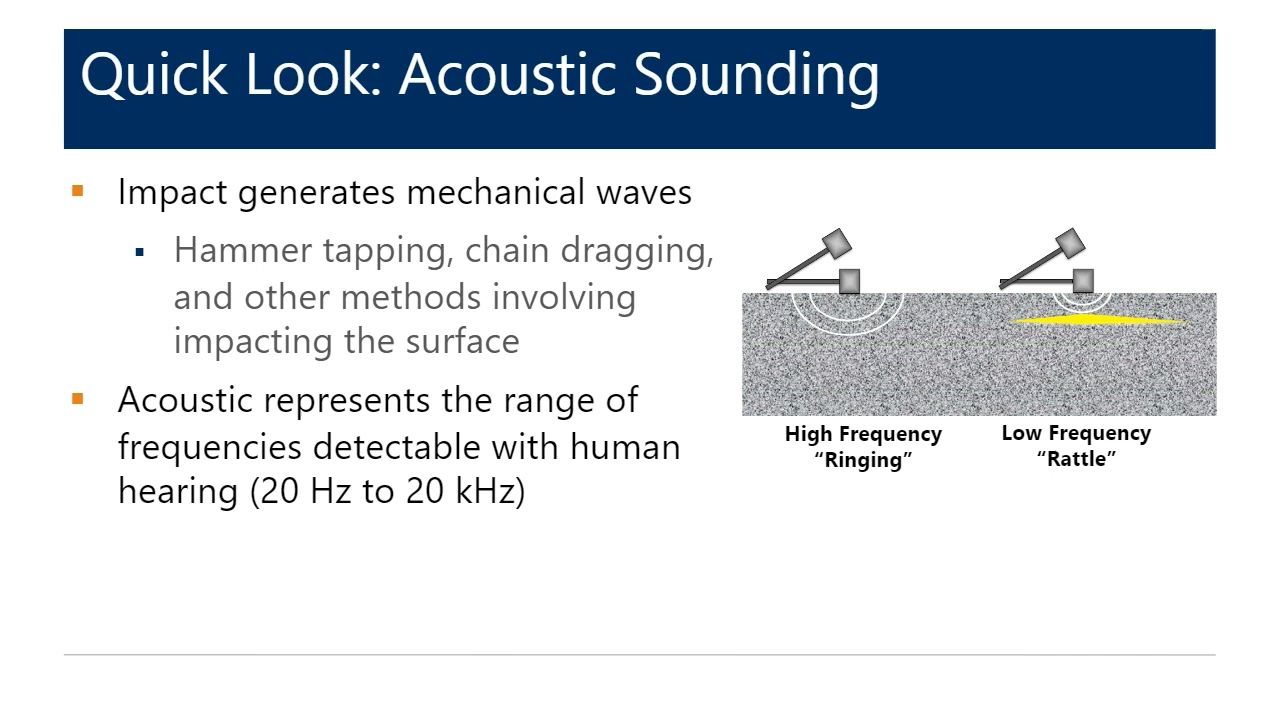 Quick Look: Acoustic Sounding
Impact generates mechanical waves
Hammer tapping, chain dragging,
and other methods involving
impacting the surface
Acoustic represents the range of
frequencies detectable with human
hearing (20 Hz to 20 kHz)
High Frequency
“Ringing”
Low Frequency
“Rattle”